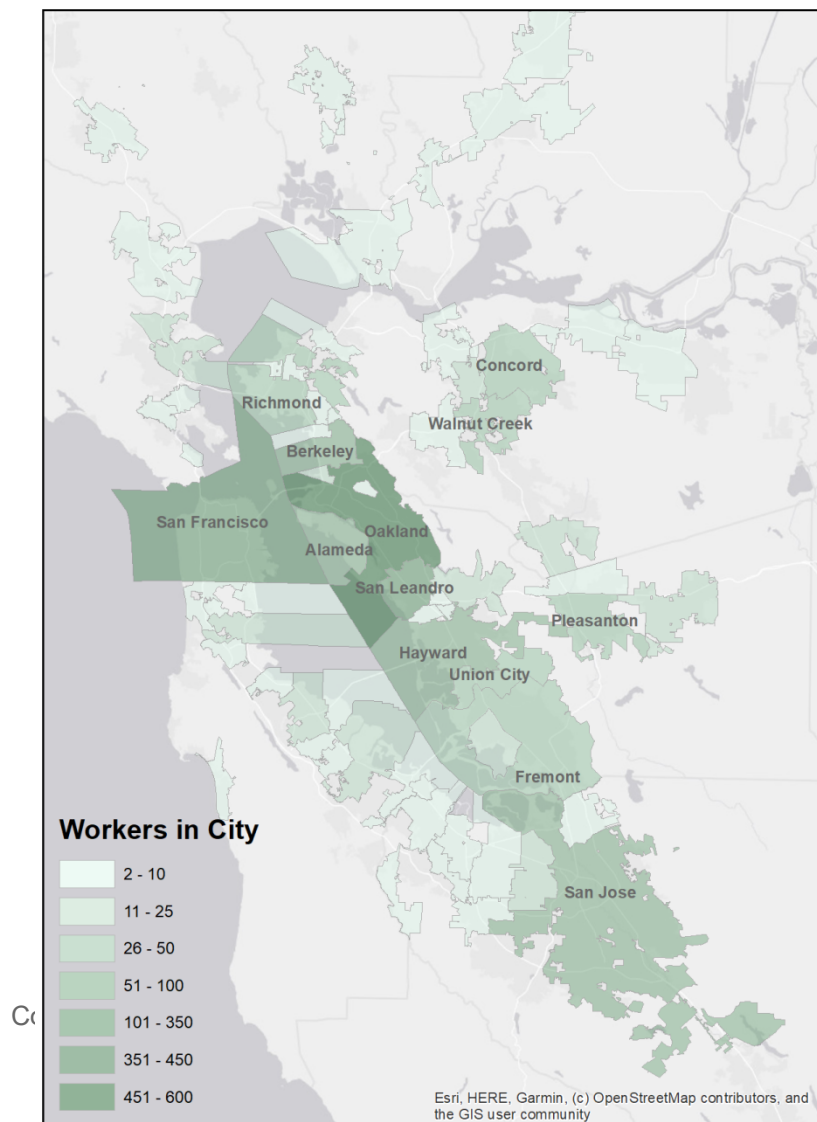 Concord
Richmond
Walnut Creek
Berkeley
San Francisco
Oakland
Alameda
San Leandro
Pleasanton
Hayward
Union City
Fremont
San Jose
Workers in City
2 - 10
11 - 25
26 - 50
51 - 100
101 - 350
351 - 450
451 - 600
Esri, HERE, Garmin, (c) OpenStreetMap contributors, and
the GIS user community